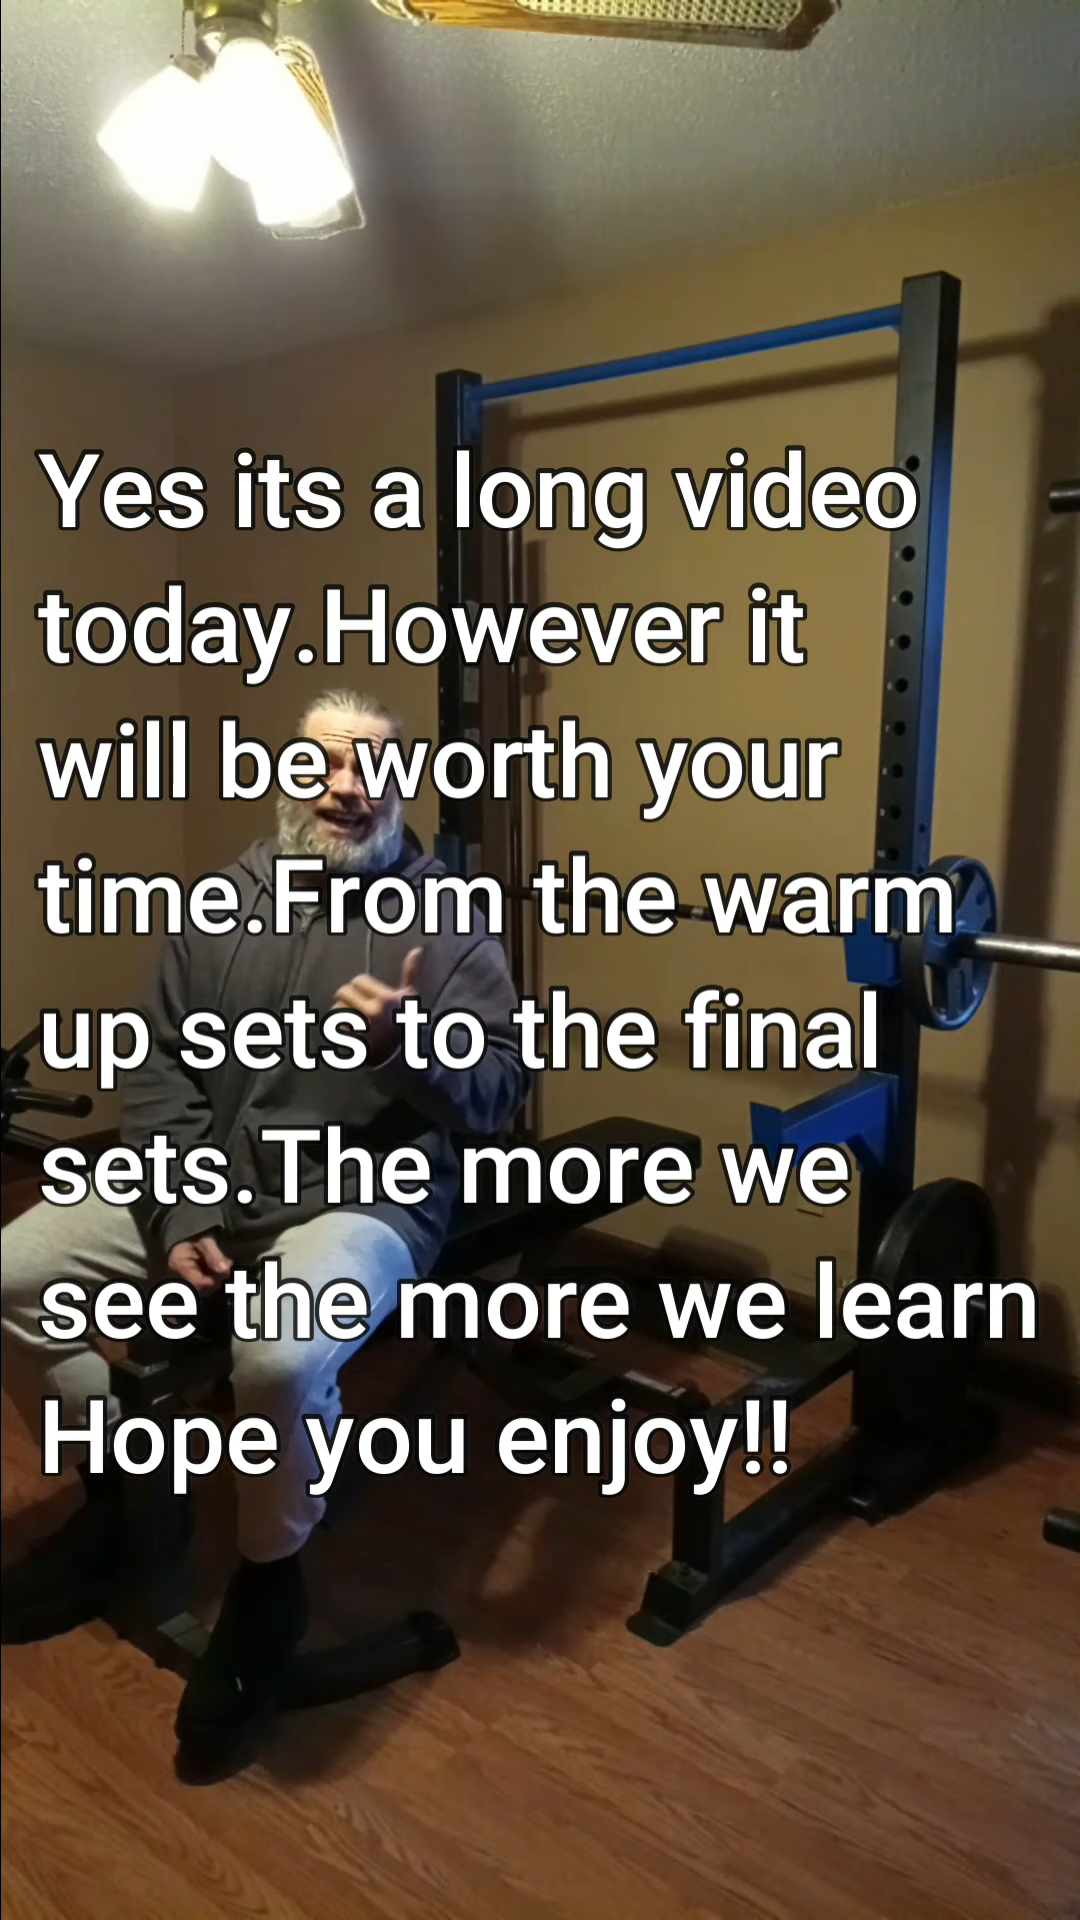 Yes its a long video
today.However it
will be worth your
time.From the warm
up sets to the final
sets.The more we
see the more we learn
Hope you enjoy!!